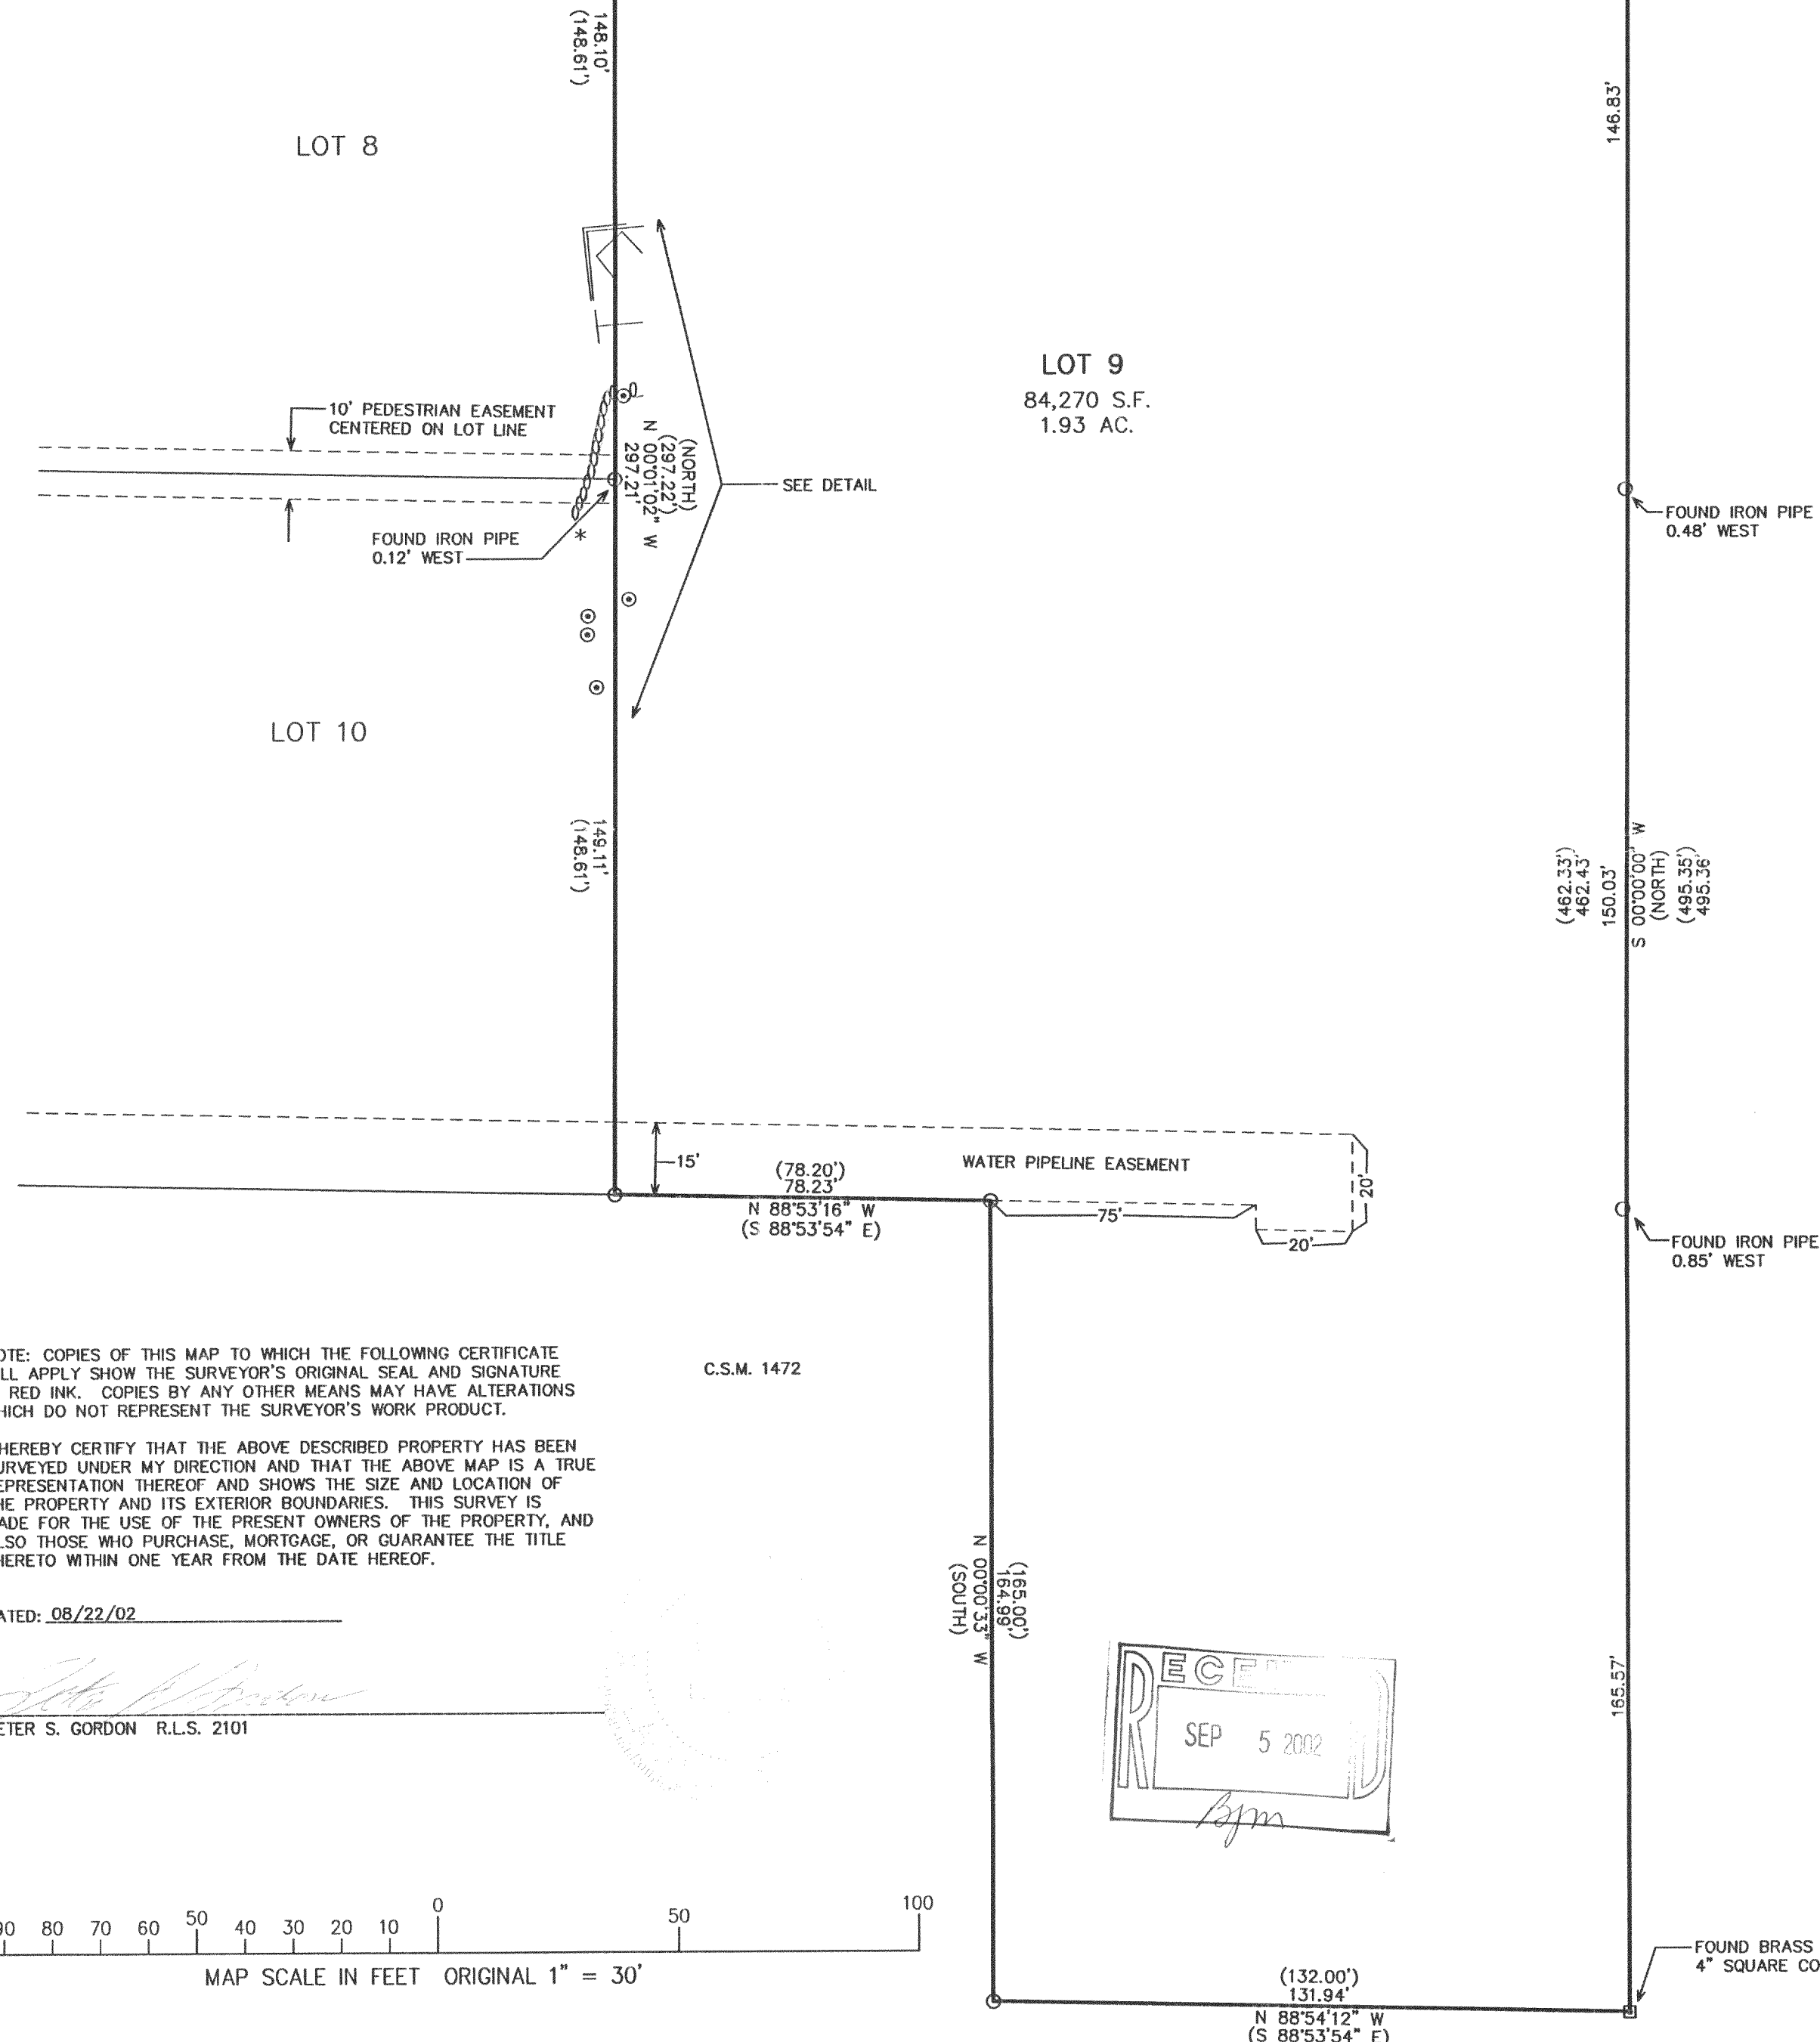 148.10'
(148.61')
146.83'
LOT 8
LOT 9
84,270 S.F.
1.93 AC.
10' PEDESTRIAN EASEMENT
CENTERED ON LOT LINE
(NORTH)
(297.22')
N 00°01'02" W
297.21'
SEE DETAIL
FOUND IRON PIPE
0.48' WEST
FOUND IRON PIPE
0.12' WEST
*
LOT 10
149.11'
(148.61')
(462.33')
462.43'
150.03'
S 00°00'00" W
(NORTH)
(495.35')
495.36'
15'
(78.20')
78.23'
N 88°53'16" W
(S 88°53'54" E)
WATER PIPELINE EASEMENT
75'
20'
20'
FOUND IRON PIPE
0.85' WEST
OTE: COPIES OF THIS MAP TO WHICH THE FOLLOWING CERTIFICATE
LL APPLY SHOW THE SURVEYOR'S ORIGINAL SEAL AND SIGNATURE
RED INK. COPIES BY ANY OTHER MEANS MAY HAVE ALTERATIONS
HICH DO NOT REPRESENT THE SURVEYOR'S WORK PRODUCT.
C.S.M. 1472
HEREBY CERTIFY THAT THE ABOVE DESCRIBED PROPERTY HAS BEEN
URVEYED UNDER MY DIRECTION AND THAT THE ABOVE MAP IS A TRUE
EPRESENTATION THEREOF AND SHOWS THE SIZE AND LOCATION OF
HE PROPERTY AND ITS EXTERIOR BOUNDARIES. THIS SURVEY IS
ADE FOR THE USE OF THE PRESENT OWNERS OF THE PROPERTY, AND
LSO THOSE WHO PURCHASE, MORTGAGE, OR GUARANTEE THE TITLE
HERETO WITHIN ONE YEAR FROM THE DATE HEREOF.
ATED: 08/22/02
ETER S. GORDON R.L.S. 2101
(165.00')
164.99'
N 00°00'33" W
(SOUTH)
165.57'
RECE D
SEP 5 2002
Bjm
90 80 70 60 50 40 30 20 10 0 50 100
MAP SCALE IN FEET ORIGINAL 1" = 30'
FOUND BRASS
4" SQUARE CO
(132.00')
131.94'
N 88°54'12" W
(S 88°53'54" E)